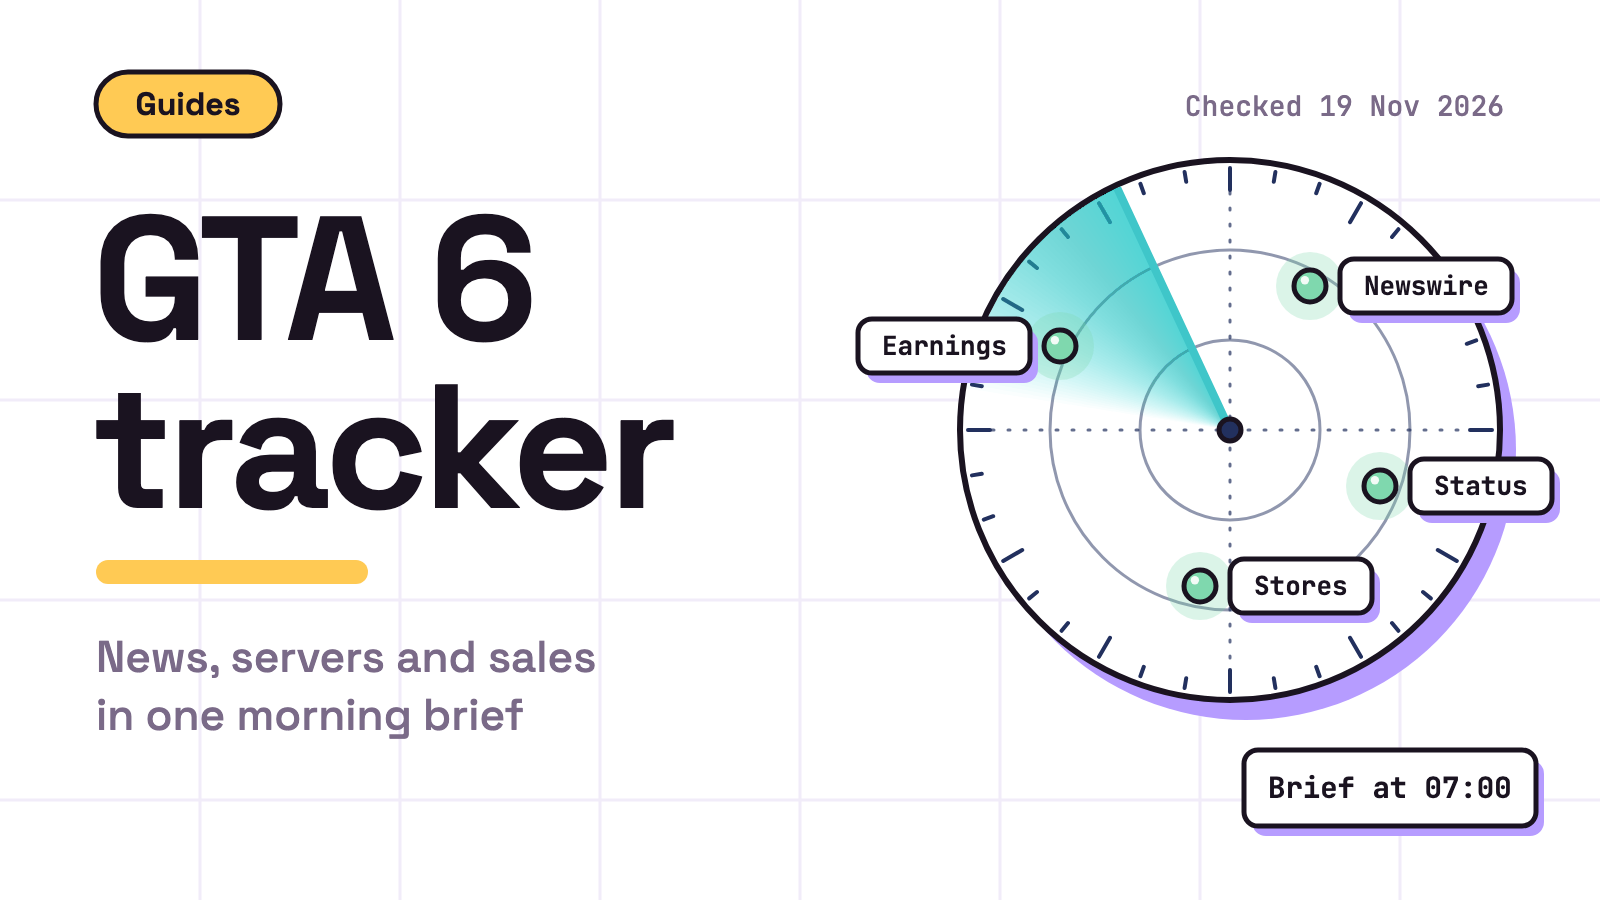 Guides
Checked 19 Nov 2026
GTA 6
tracker
News, servers and sales
in one morning brief
Newswire
Earnings
Status
Stores
Brief at 07:00